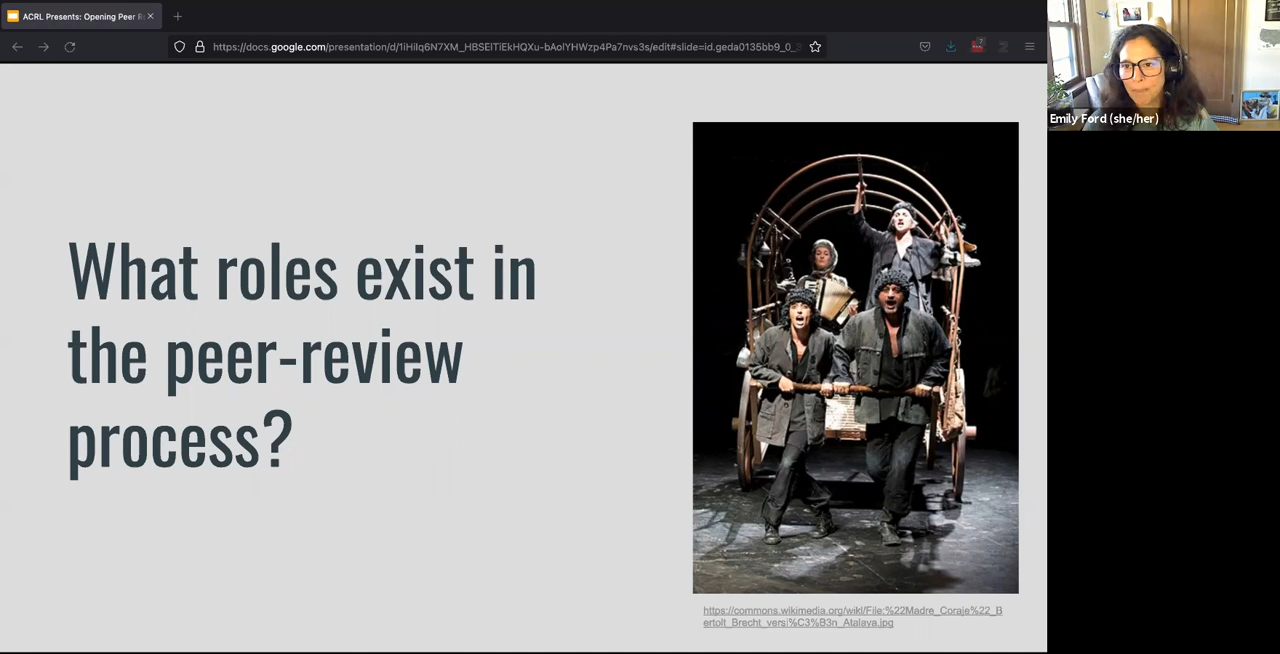 ACRL Presents: Opening Peer R
https://docs.google.com/presentation/d/1iHiIq6N7XM_HBSElTiEkHQXu-bAolYHWzp4Pa7nvs3s/edit#slide=id.geda0135bb9_0_
Emily Ford (she/her)
What roles exist in
the peer-review
process?
https://commons.wikimedia.org/wiki/File:%22Madre_Coraje%22_B
ertolt_Brecht_versi%C3%B3n_Atalaya.jpg